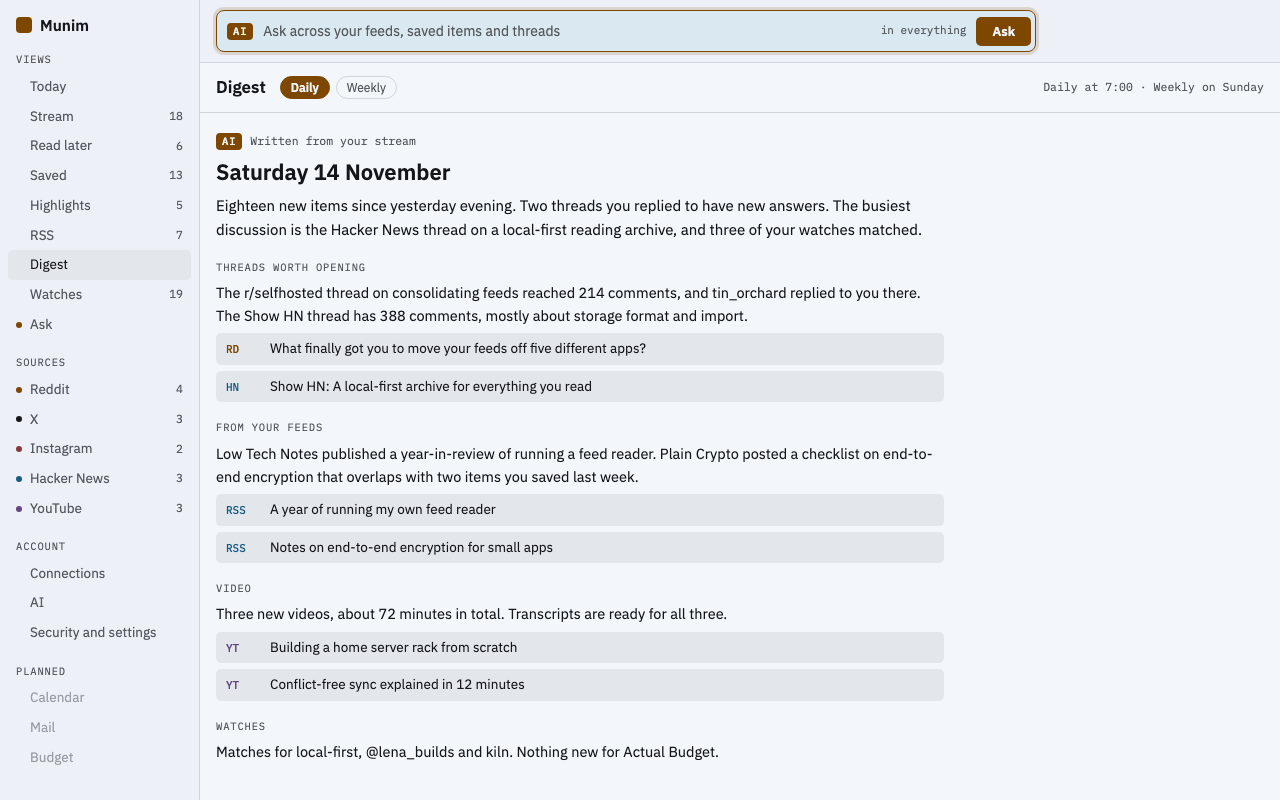 Munim
VIEWS
Today
Stream 18
Read later 6
Saved 13
Highlights 5
RSS 7
Digest
Watches 19
Ask
SOURCES
Reddit 4
X 3
Instagram 2
Hacker News 3
YouTube 3
ACCOUNT
Connections
AI
Security and settings
PLANNED
Calendar
Mail
Budget
AI Ask across your feeds, saved items and threads in everything Ask
Digest Daily Weekly Daily at 7:00 · Weekly on Sunday
AI Written from your stream
Saturday 14 November
Eighteen new items since yesterday evening. Two threads you replied to have new answers. The busiest
discussion is the Hacker News thread on a local-first reading archive, and three of your watches matched.
THREADS WORTH OPENING
The r/selfhosted thread on consolidating feeds reached 214 comments, and tin_orchard replied to you there.
The Show HN thread has 388 comments, mostly about storage format and import.
RD What finally got you to move your feeds off five different apps?
HN Show HN: A local-first archive for everything you read
FROM YOUR FEEDS
Low Tech Notes published a year-in-review of running a feed reader. Plain Crypto posted a checklist on end-to-
end encryption that overlaps with two items you saved last week.
RSS A year of running my own feed reader
RSS Notes on end-to-end encryption for small apps
VIDEO
Three new videos, about 72 minutes in total. Transcripts are ready for all three.
YT Building a home server rack from scratch
YT Conflict-free sync explained in 12 minutes
WATCHES
Matches for local-first, @lena_builds and kiln. Nothing new for Actual Budget.